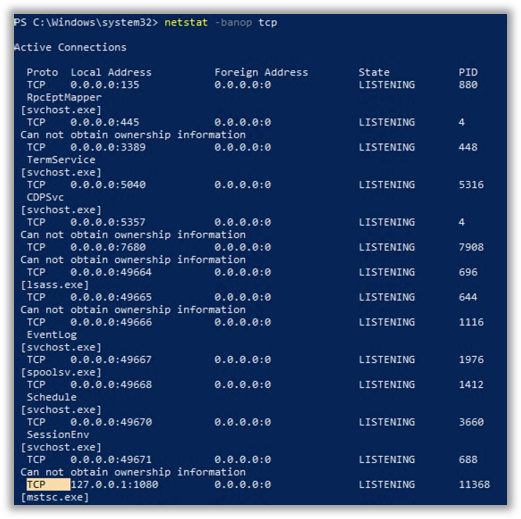 PS C:\Windows\system32> netstat -banop tcp
Active Connections
Proto Local Address Foreign Address State PID
TCP 0.0.0.0:135 0.0.0.0:0 LISTENING 880
RpcEptMapper
[svchost.exe]
TCP 0.0.0.0:445 0.0.0.0:0 LISTENING 4
Can not obtain ownership information
TCP 0.0.0.0:3389 0.0.0.0:0 LISTENING 448
TermService
[svchost.exe]
TCP 0.0.0.0:5040 0.0.0.0:0 LISTENING 5316
CDPSvc
[svchost.exe]
TCP 0.0.0.0:5357 0.0.0.0:0 LISTENING 4
Can not obtain ownership information
TCP 0.0.0.0:7680 0.0.0.0:0 LISTENING 7908
Can not obtain ownership information
TCP 0.0.0.0:49664 0.0.0.0:0 LISTENING 696
[lsass.exe]
TCP 0.0.0.0:49665 0.0.0.0:0 LISTENING 644
Can not obtain ownership information
TCP 0.0.0.0:49666 0.0.0.0:0 LISTENING 1116
EventLog
[svchost.exe]
TCP 0.0.0.0:49667 0.0.0.0:0 LISTENING 1976
[spoolsv.exe]
TCP 0.0.0.0:49668 0.0.0.0:0 LISTENING 1412
Schedule
[svchost.exe]
TCP 0.0.0.0:49670 0.0.0.0:0 LISTENING 3660
SessionEnv
[svchost.exe]
TCP 0.0.0.0:49671 0.0.0.0:0 LISTENING 688
Can not obtain ownership information
TCP 127.0.0.1:1080 0.0.0.0:0 LISTENING 11368
[mstsc.exe]